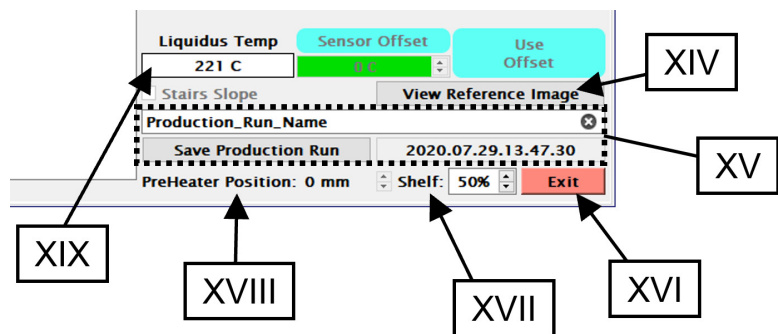 Liquidus Temp Sensor Offset Use Offset
221 C 0 C
Stairs Slope View Reference Image XIV
Production_Run_Name
Save Production Run 2020.07.29.13.47.30 XV
PreHeater Position: 0 mm Shelf: 50% Exit
XIX XVIII XVII XVI